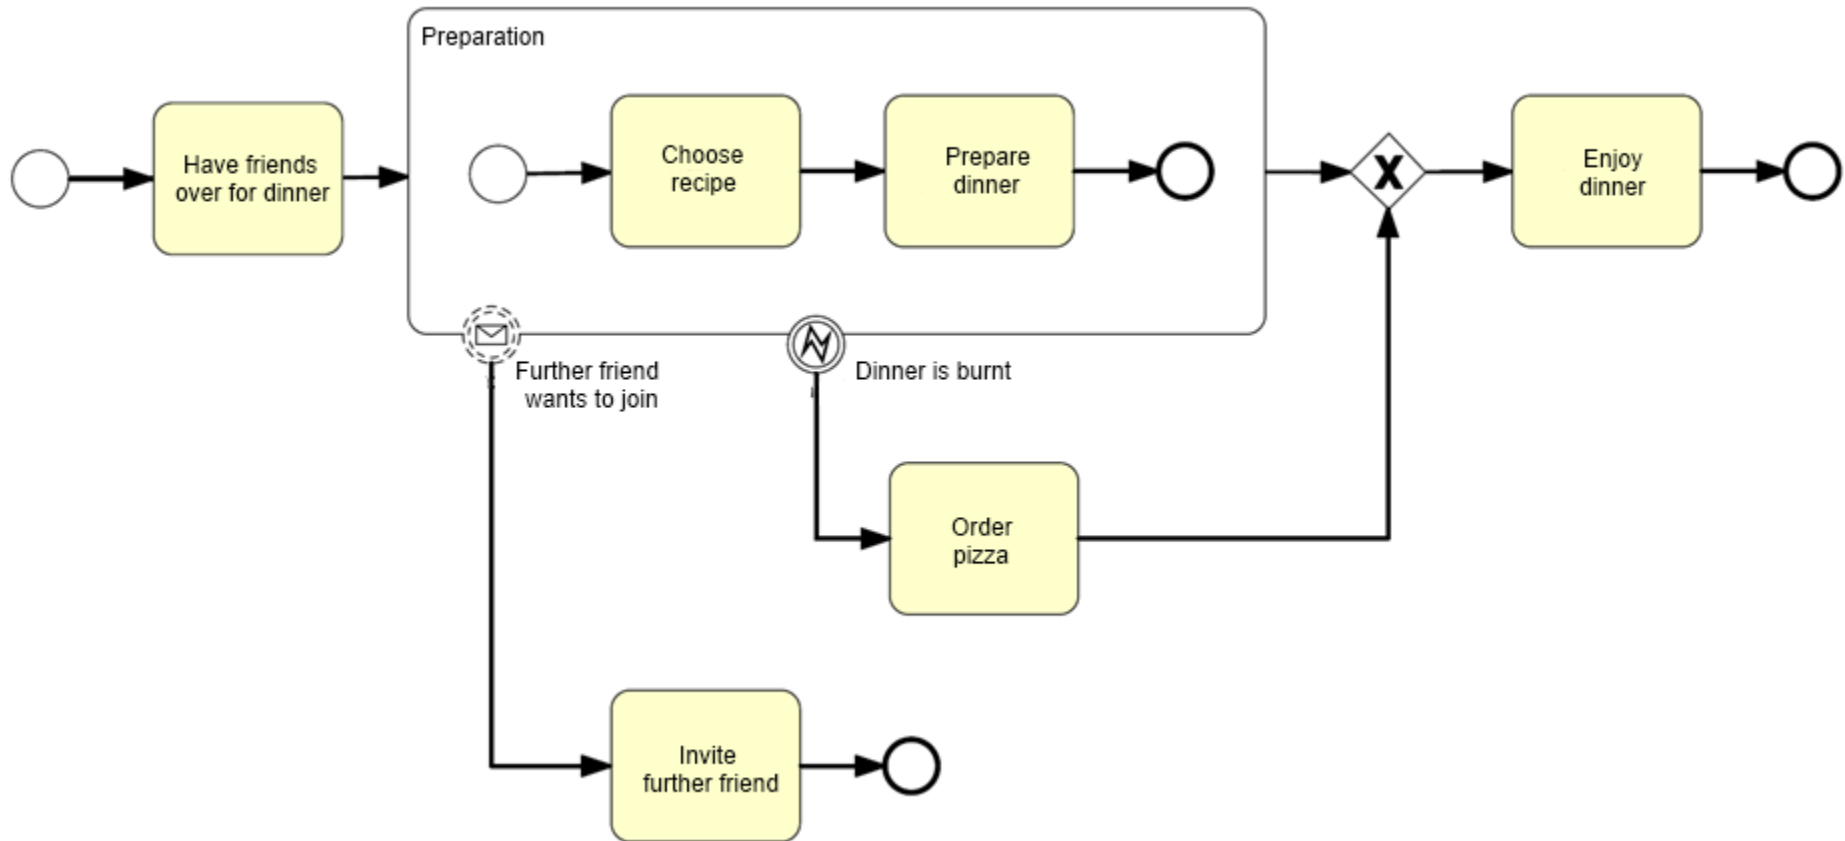 Preparation
Have friends
over for dinner
Choose
recipe
Prepare
dinner
X
Enjoy
dinner
Further friend
wants to join
Dinner is burnt
Order
pizza
Invite
further friend